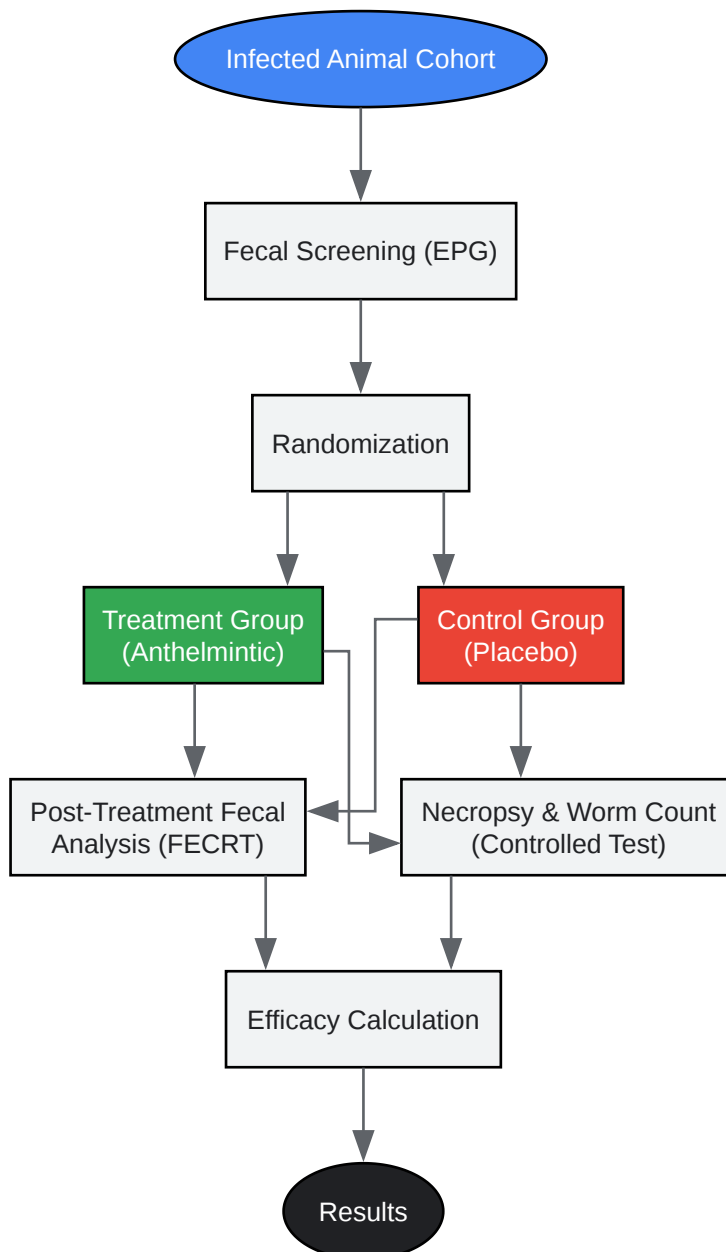 Infected Animal Cohort
Fecal Screening (EPG)
Randomization
Treatment Group
(Anthelmintic)
Control Group
(Placebo)
Post-Treatment Fecal
Analysis (FECRT)
Necropsy & Worm Count
(Controlled Test)
Efficacy Calculation
Results